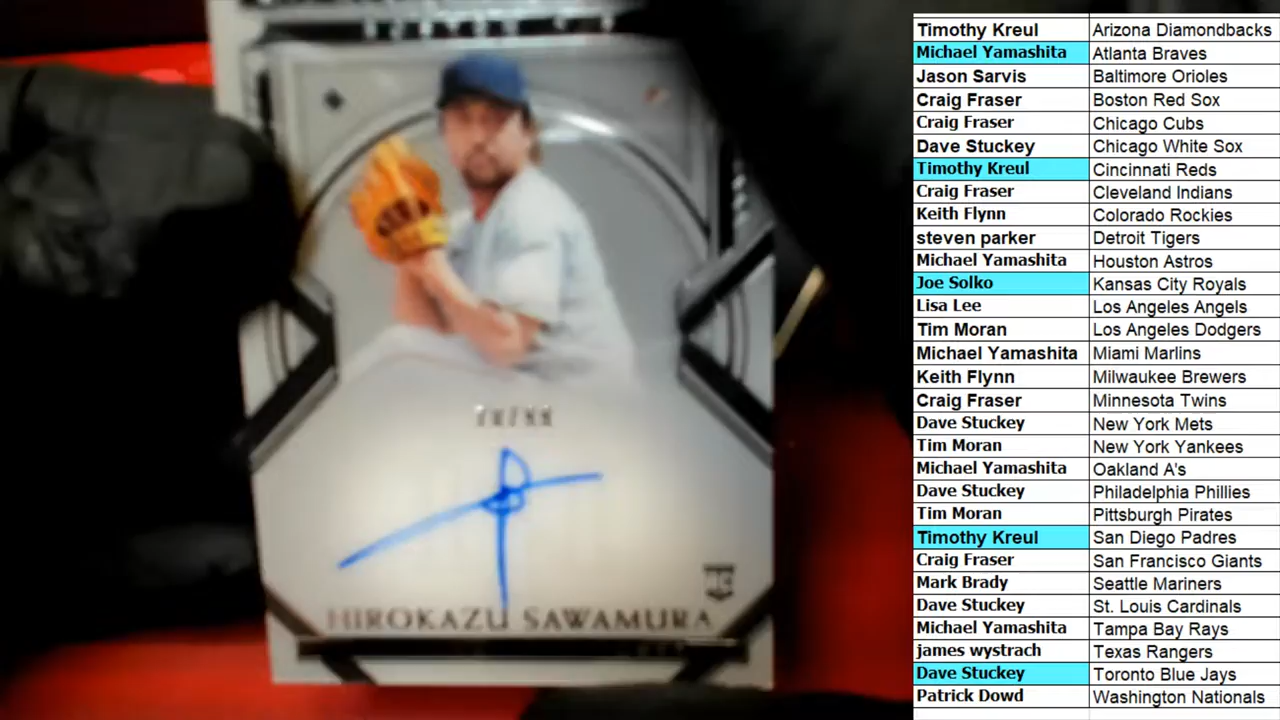 HIROKAZU SAWAMURA
RC
Timothy Kreul Arizona Diamondbacks
Michael Yamashita Atlanta Braves
Jason Sarvis Baltimore Orioles
Craig Fraser Boston Red Sox
Craig Fraser Chicago Cubs
Dave Stuckey Chicago White Sox
Timothy Kreul Cincinnati Reds
Craig Fraser Cleveland Indians
Keith Flynn Colorado Rockies
steven parker Detroit Tigers
Michael Yamashita Houston Astros
Joe Solko Kansas City Royals
Lisa Lee Los Angeles Angels
Tim Moran Los Angeles Dodgers
Michael Yamashita Miami Marlins
Keith Flynn Milwaukee Brewers
Craig Fraser Minnesota Twins
Dave Stuckey New York Mets
Tim Moran New York Yankees
Michael Yamashita Oakland A's
Dave Stuckey Philadelphia Phillies
Tim Moran Pittsburgh Pirates
Timothy Kreul San Diego Padres
Craig Fraser San Francisco Giants
Mark Brady Seattle Mariners
Dave Stuckey St. Louis Cardinals
Michael Yamashita Tampa Bay Rays
james wystrach Texas Rangers
Dave Stuckey Toronto Blue Jays
Patrick Dowd Washington Nationals